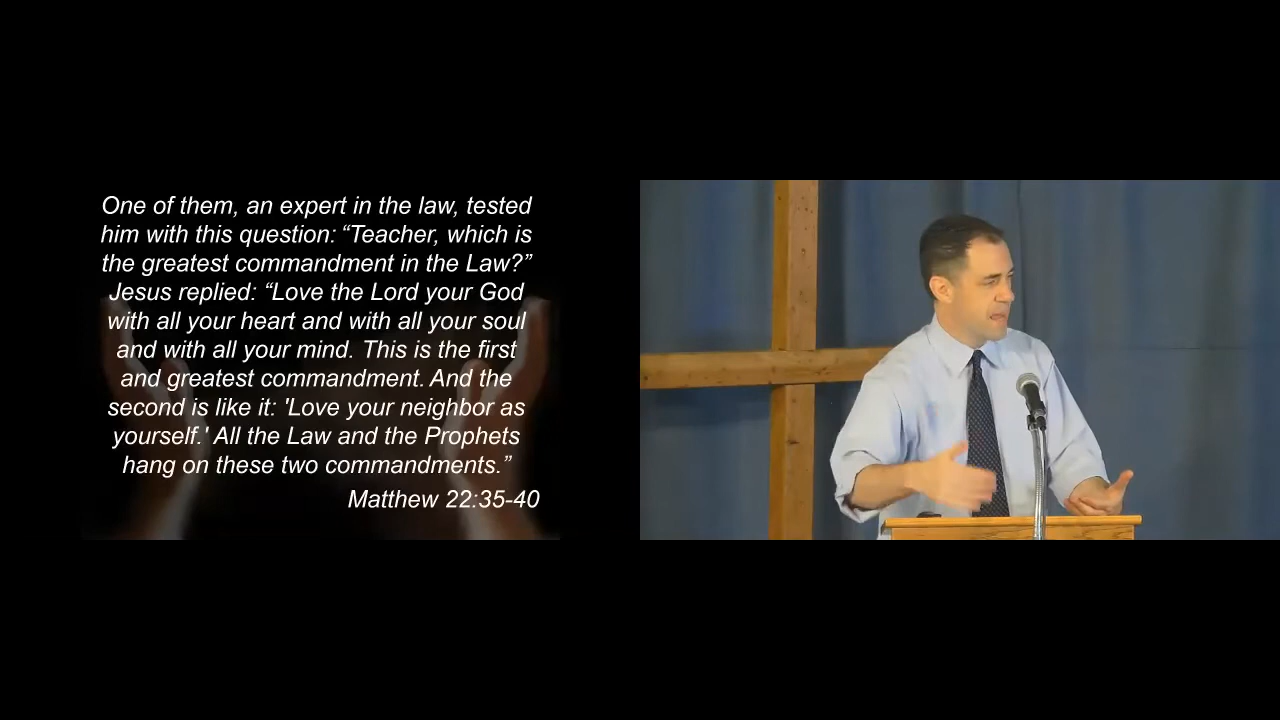 One of them, an expert in the law, tested
him with this question: “Teacher, which is
the greatest commandment in the Law?”
Jesus replied: “Love the Lord your God
with all your heart and with all your soul
and with all your mind. This is the first
and greatest commandment. And the
second is like it: 'Love your neighbor as
yourself.' All the Law and the Prophets
hang on these two commandments.”
Matthew 22:35-40